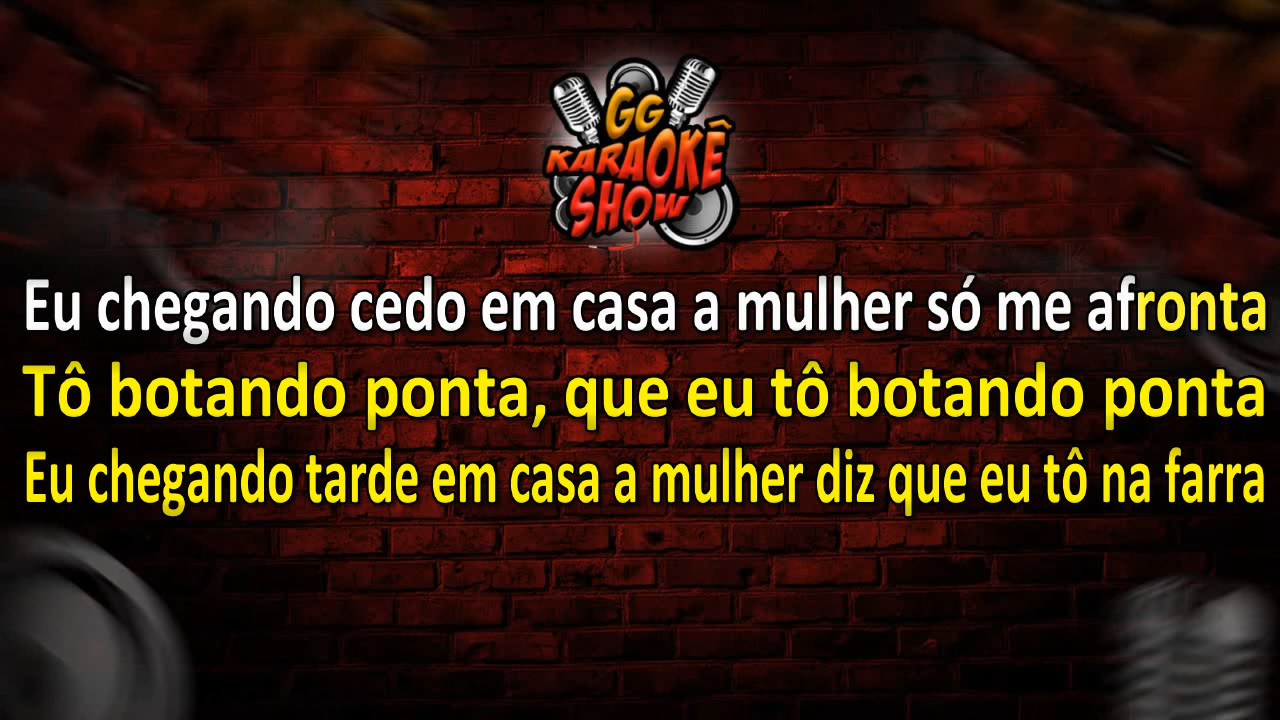 GG
KARAOKÊ
SHOW
Eu chegando cedo em casa a mulher só me afronta
Tô botando ponta, que eu tô botando ponta
Eu chegando tarde em casa a mulher diz que eu tô na farra